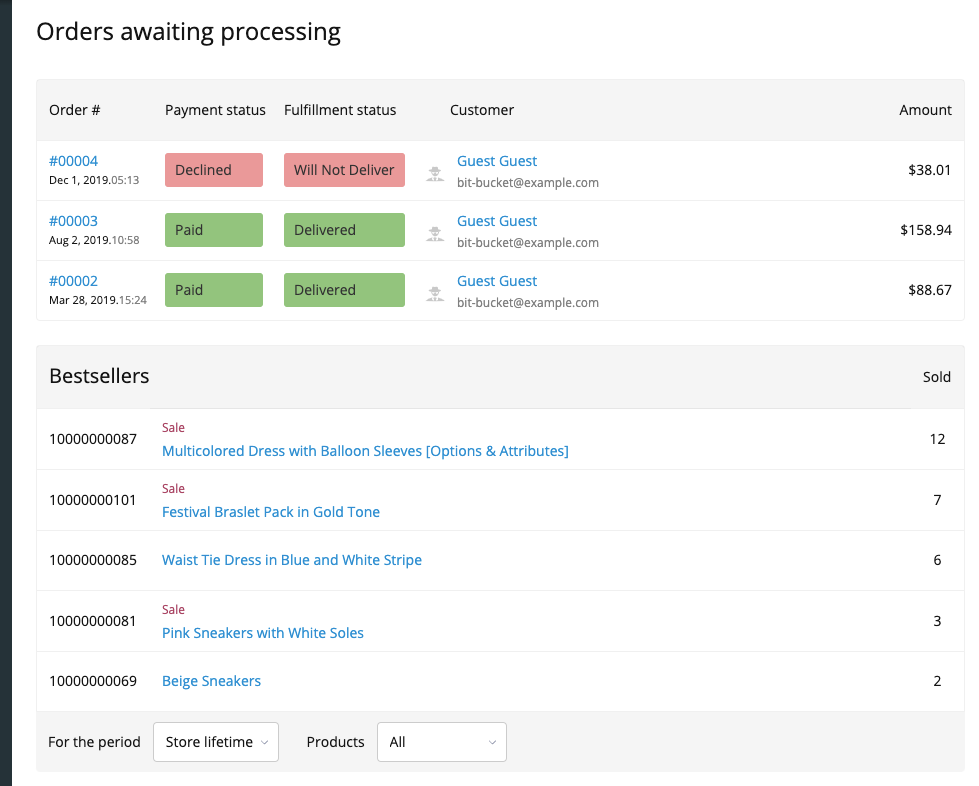 Orders awaiting processing
Order # Payment status Fulfillment status Customer Amount
#00004 Declined Will Not Deliver Guest Guest $38.01
Dec 1, 2019.05:13 bit-bucket@example.com
#00003 Paid Delivered Guest Guest $158.94
Aug 2, 2019.10:58 bit-bucket@example.com
#00002 Paid Delivered Guest Guest $88.67
Mar 28, 2019.15:24 bit-bucket@example.com
Bestsellers Sold
Sale
10000000087 Multicolored Dress with Balloon Sleeves [Options & Attributes] 12
Sale
10000000101 Festival Braslet Pack in Gold Tone 7
10000000085 Waist Tie Dress in Blue and White Stripe 6
Sale
10000000081 Pink Sneakers with White Soles 3
10000000069 Beige Sneakers 2
For the period Store lifetime Products All